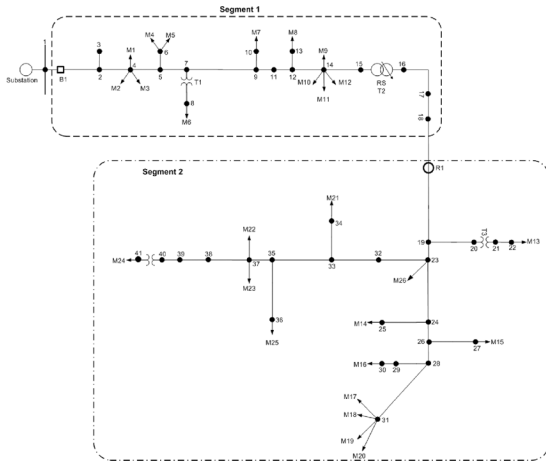 Segment 1
M4 M5
M7 M8
1 3 M1 6 10 13 M9
2 4 5 7 9 11 12 14 15 16
Substation B1 M2 M3 T1 M10 M12 RS
T2
8 M11
M6 17
18
Segment 2 R1
M21
34
M22 19 20 T3 21 22 M13
M24 41 40 39 38 37 35 33 32 23
M23 M26
36 M14 24
M25 25
26 27 M15
M16 30 29 28
M17
M18 31
M19
M20